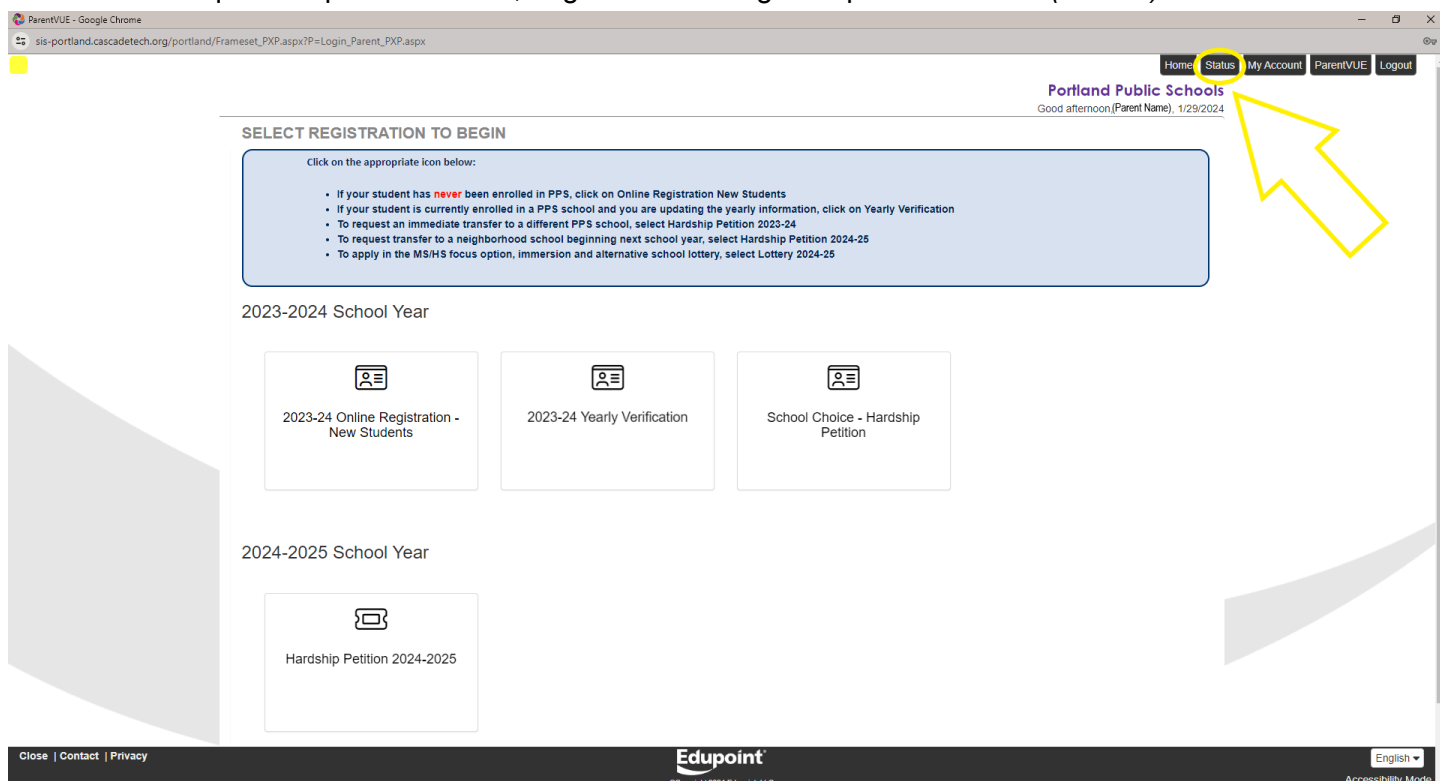 ParentVUE - Google Chrome
sis-portland.cascadetech.org/portland/Frameset_PXP.aspx?P=Login_Parent_PXP.aspx
Home Status My Account ParentVUE Logout
Portland Public Schools
Good afternoon,(Parent Name), 1/29/2024
SELECT REGISTRATION TO BEGIN
Click on the appropriate icon below:
• If your student has never been enrolled in PPS, click on Online Registration New Students
• If your student is currently enrolled in a PPS school and you are updating the yearly information, click on Yearly Verification
• To request an immediate transfer to a different PPS school, select Hardship Petition 2023-24
• To request transfer to a neighborhood school beginning next school year, select Hardship Petition 2024-25
• To apply in the MS/HS focus option, immersion and alternative school lottery, select Lottery 2024-25
2023-2024 School Year
2023-24 Online Registration -
New Students
2023-24 Yearly Verification
School Choice - Hardship
Petition
2024-2025 School Year
Hardship Petition 2024-2025
Close | Contact | Privacy
Edupoint
English
Accessibility Mode